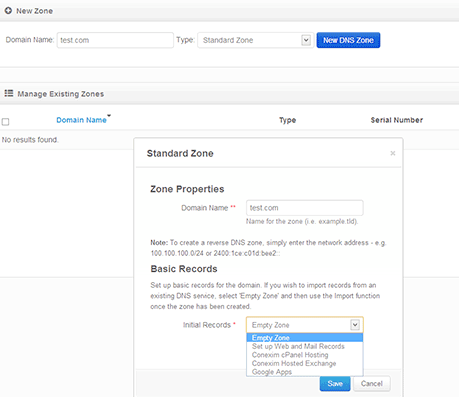 New Zone
Domain Name: test.com Type: Standard Zone New DNS Zone
Manage Existing Zones
Domain Name Type Serial Number
No results found.
Standard Zone ×
Zone Properties
Domain Name ** test.com
Name for the zone (i.e. example.tld).
Note: To create a reverse DNS zone, simply enter the network address - e.g.
100.100.100.0/24 or 2400:1ce:c01d:bee2::
Basic Records
Set up basic records for the domain. If you wish to import records from an
existing DNS service, select 'Empty Zone' and then use the Import function
once the zone has been created.
Initial Records * Empty Zone
Empty Zone
Set up Web and Mail Records
Conexim cPanel Hosting
Conexim Hosted Exchange
Google Apps
Save Cancel